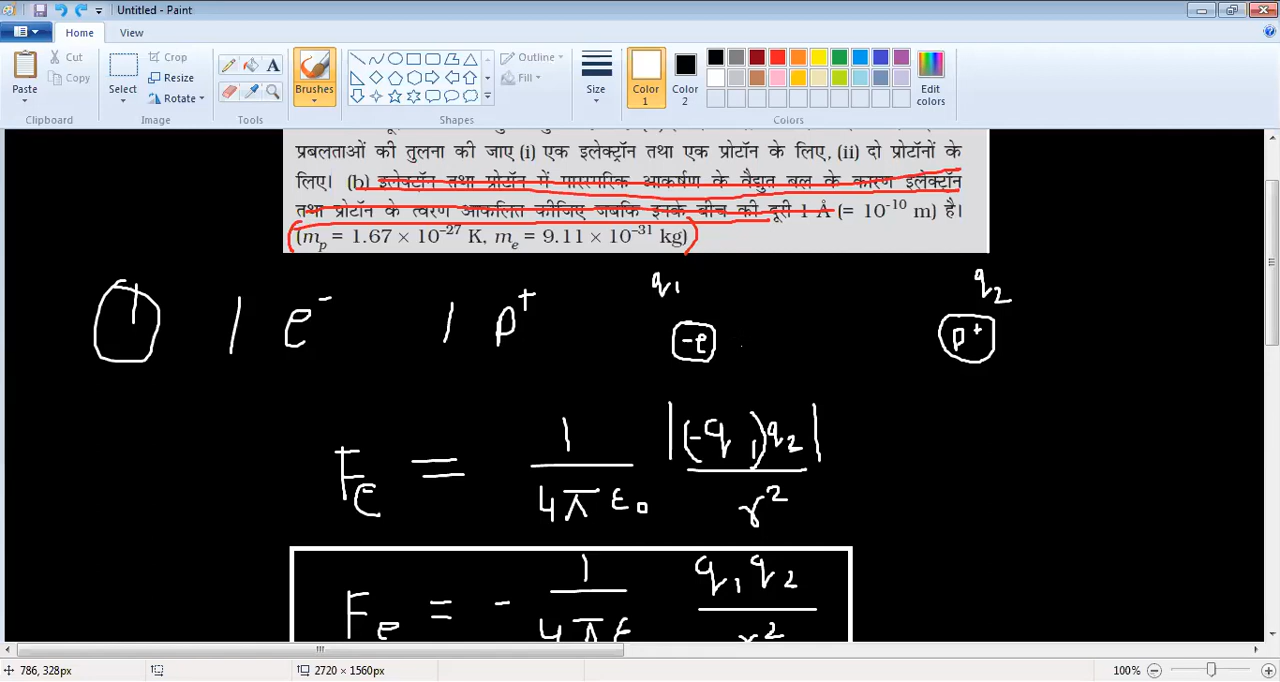 Untitled - Paint
Home View
Paste
Cut
Copy
Select
Crop
Resize
Rotate
A
Brushes
Outline
Fill
Size
Color 1
Color 2
Edit colors
Clipboard Image Tools Shapes Colors
प्रबलताओं की तुलना की जाए (i) एक इलेक्ट्रॉन तथा एक प्रोटॉन के लिए, (ii) दो प्रोटॉनों के
लिए। (b) इलेक्टॉन तथा प्रोटॉन में पारस्परिक आकर्षण के वैद्युत बल के कारण इलेक्ट्रॉन
तथा प्रोटॉन के त्वरण आकलित कीजिए जबकि इनके बीच की दूरी 1 Å (= 10⁻¹⁰ m) है।
(mₚ = 1.67 × 10⁻²⁷ K, mₑ = 9.11 × 10⁻³¹ kg)
q₁ q₂
1 1 e⁻ 1 p⁺ -e p⁺
Fₑ = 1/4πε₀ |(-q₁)q₂|/r²
Fₑ = - 1/4πε q₁q₂/r²
786, 328px 2720 × 1560px 100%